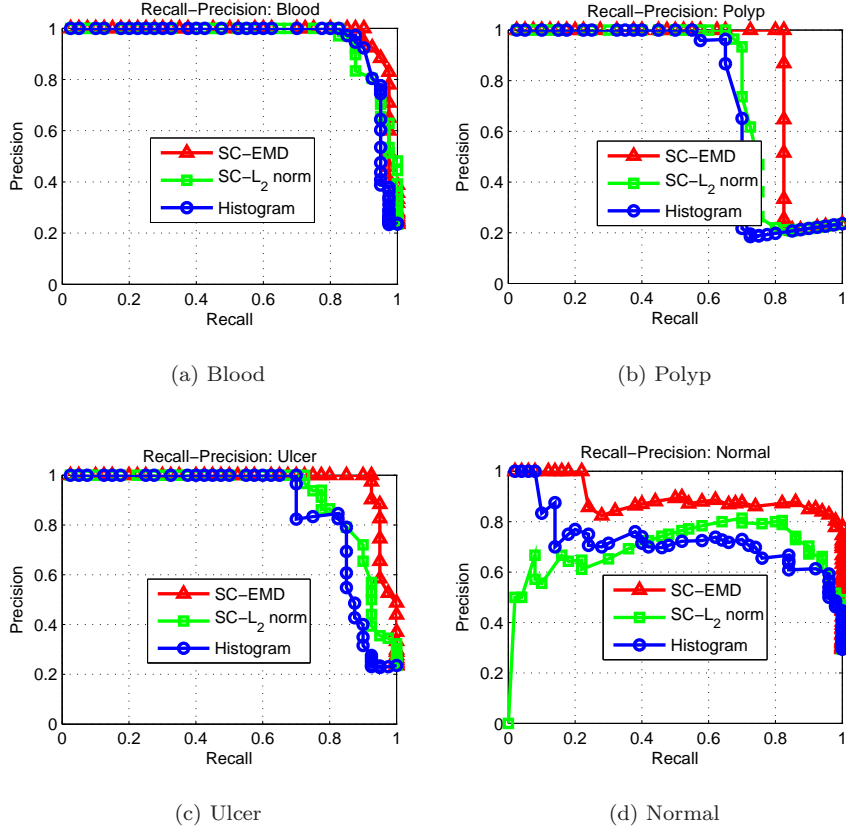 Recall−Precision: Blood
1
0.8
0.6
0.4
0.2
0
Precision
SC−EMD
SC−L2 norm
Histogram
0 0.2 0.4 0.6 0.8 1
Recall
(a) Blood
Recall−Precision: Polyp
1
0.8
0.6
0.4
0.2
0
Precision
SC−EMD
SC−L2 norm
Histogram
0 0.2 0.4 0.6 0.8 1
Recall
(b) Polyp
Recall−Precision: Ulcer
1
0.8
0.6
0.4
0.2
0
Precision
SC−EMD
SC−L2 norm
Histogram
0 0.2 0.4 0.6 0.8 1
Recall
(c) Ulcer
Recall−Precision: Normal
1
0.8
0.6
0.4
0.2
0
Precision
SC−EMD
SC−L2 norm
Histogram
0 0.2 0.4 0.6 0.8 1
Recall
(d) Normal